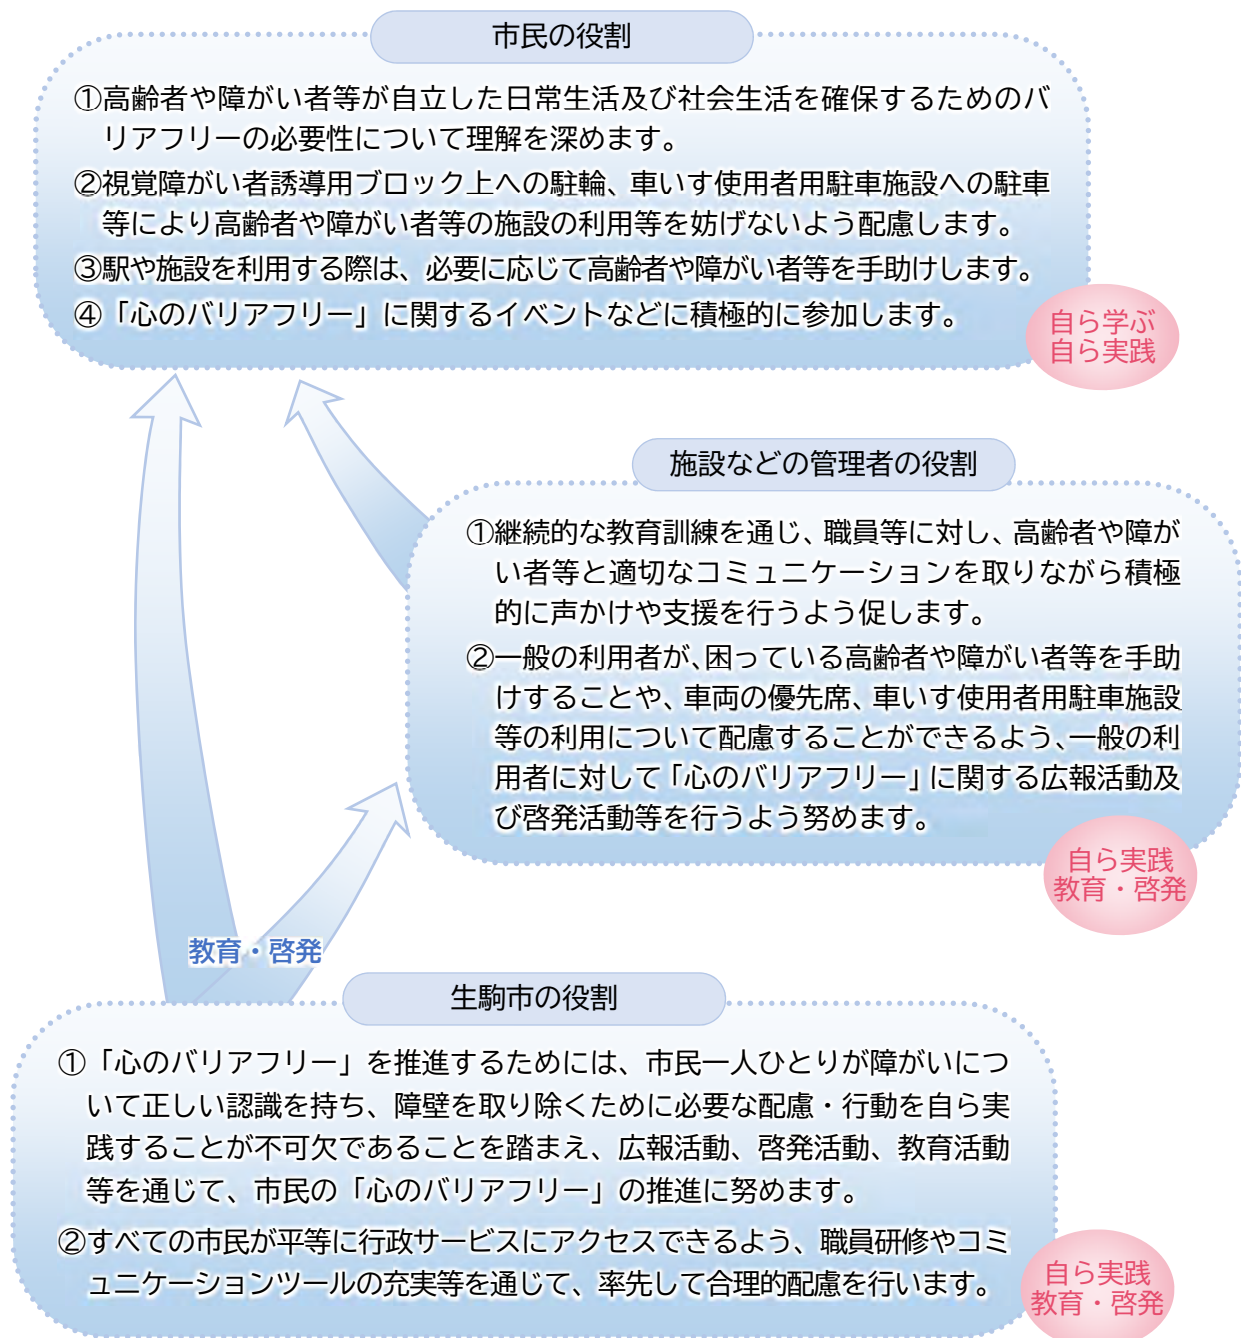 市民の役割
①高齢者や障がい者等が自立した日常生活及び社会生活を確保するためのバ
リアフリーの必要性について理解を深めます。
②視覚障がい者誘導用ブロック上への駐輪、車いす使用者用駐車施設への駐車
等により高齢者や障がい者等の施設の利用等を妨げないよう配慮します。
③駅や施設を利用する際は、必要に応じて高齢者や障がい者等を手助けします。
④「心のバリアフリー」に関するイベントなどに積極的に参加します。
自ら学ぶ
自ら実践
施設などの管理者の役割
①継続的な教育訓練を通じ、職員等に対し、高齢者や障が
い者等と適切なコミュニケーションを取りながら積極
的に声かけや支援を行うよう促します。
②一般の利用者が、困っている高齢者や障がい者等を手助
けすることや、車両の優先席、車いす使用者用駐車施設
等の利用について配慮することができるよう、一般の利
用者に対して「心のバリアフリー」に関する広報活動及
び啓発活動等を行うよう努めます。
自ら実践
教育・啓発
教育・啓発
生駒市の役割
①「心のバリアフリー」を推進するためには、市民一人ひとりが障がいにつ
いて正しい認識を持ち、障壁を取り除くために必要な配慮・行動を自ら実
践することが不可欠であることを踏まえ、広報活動、啓発活動、教育活動
等を通じて、市民の「心のバリアフリー」の推進に努めます。
②すべての市民が平等に行政サービスにアクセスできるよう、職員研修やコミ
ュニケーションツールの充実等を通じて、率先して合理的配慮を行います。
自ら実践
教育・啓発